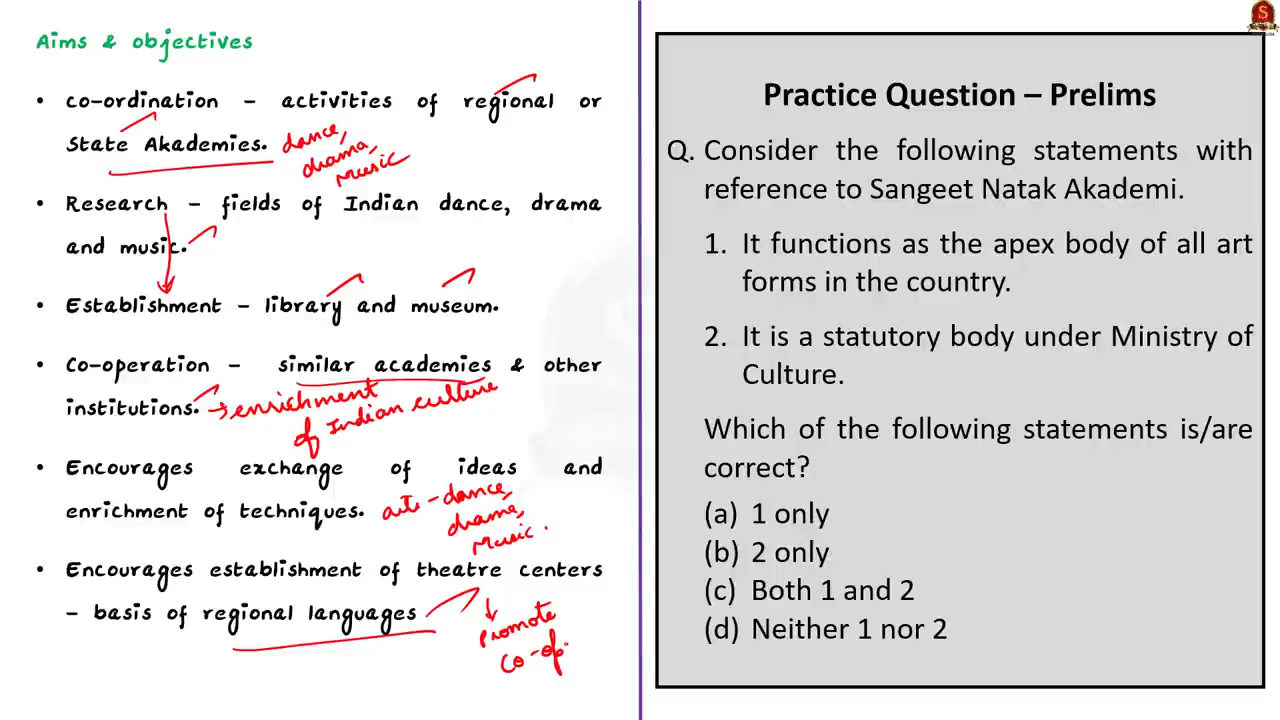 Aims & objectives
• co-ordination – activities of regional or
State Akademies. dance,
drama,
music
• Research – fields of Indian dance, drama
and music.
• Establishment – library and museum.
• Co-operation – similar academies & other
institutions. → enrichment
of Indian culture
• Encourages exchange of ideas and
enrichment of techniques. arts - dance,
drama,
music.
• Encourages establishment of theatre centers
– basis of regional languages
Promote
co-op.
Practice Question – Prelims
Q. Consider the following statements with
reference to Sangeet Natak Akademi.
1. It functions as the apex body of all art
forms in the country.
2. It is a statutory body under Ministry of
Culture.
Which of the following statements is/are
correct?
(a) 1 only
(b) 2 only
(c) Both 1 and 2
(d) Neither 1 nor 2